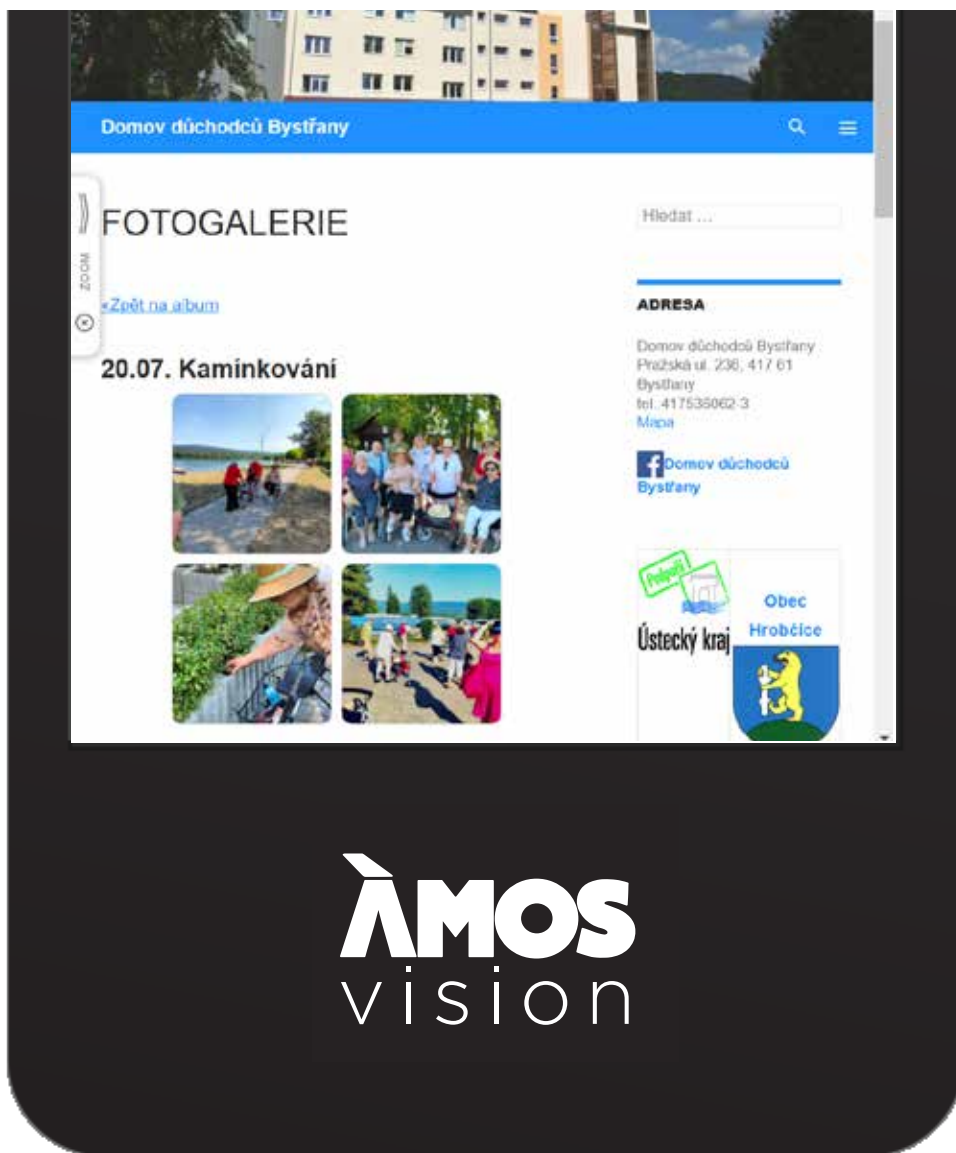 Domov důchodců Bystřany
ZOOM
FOTOGALERIE
«Zpět na album
20.07. Kamínkování
Hledat ...
ADRESA
Domov důchodců Bystřany
Pražská ul. 236, 417 61
Bystřany
tel. 417535062-3
Mapa
Domov důchodců
Bystřany
Ústecký kraj
Obec
Hrobčice
ÀMOS
vision